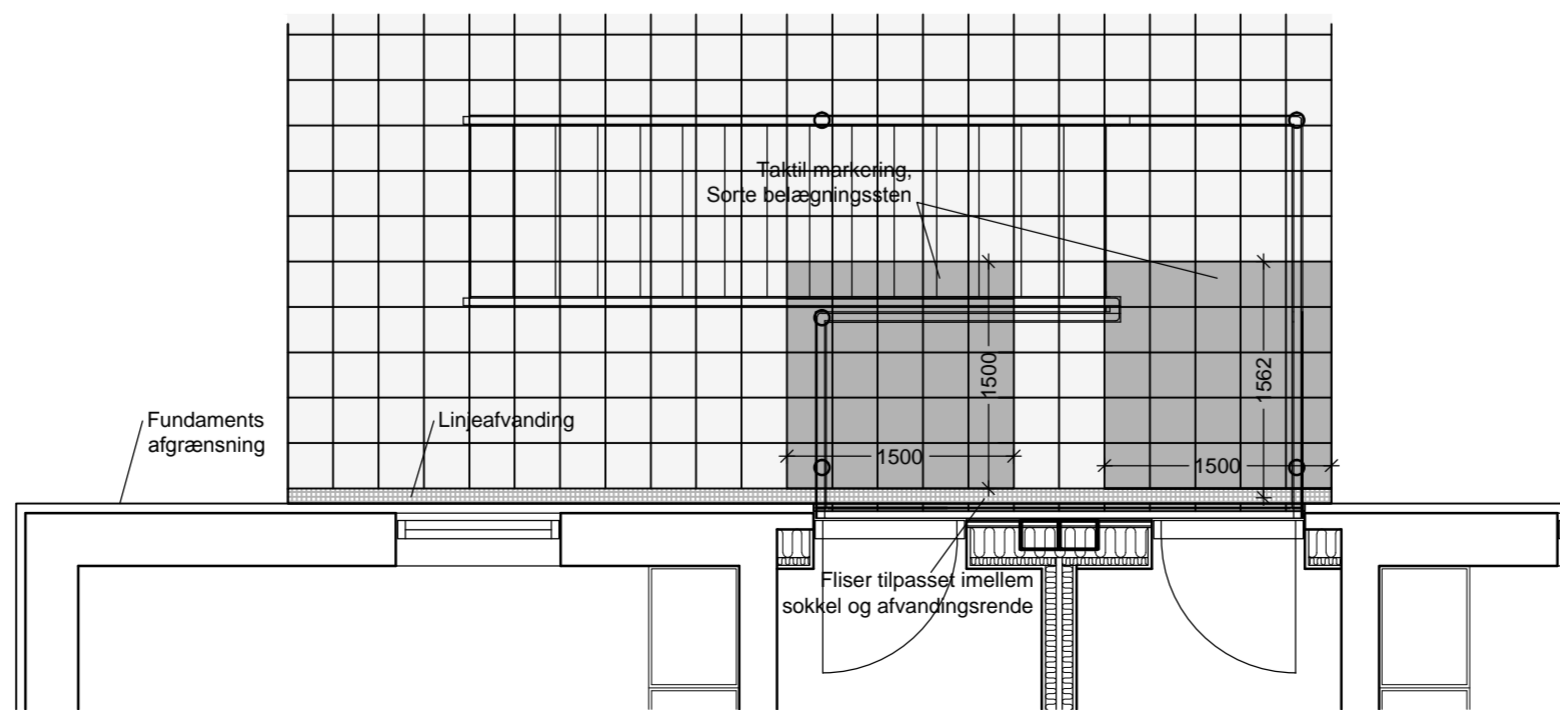 Taktil markering,
Sorte belægningssten
1500
1562
Fundaments
afgrænsning
Linjeafvanding
1500
1500
Fliser tilpasset imellem
sokkel og afvandingsrende